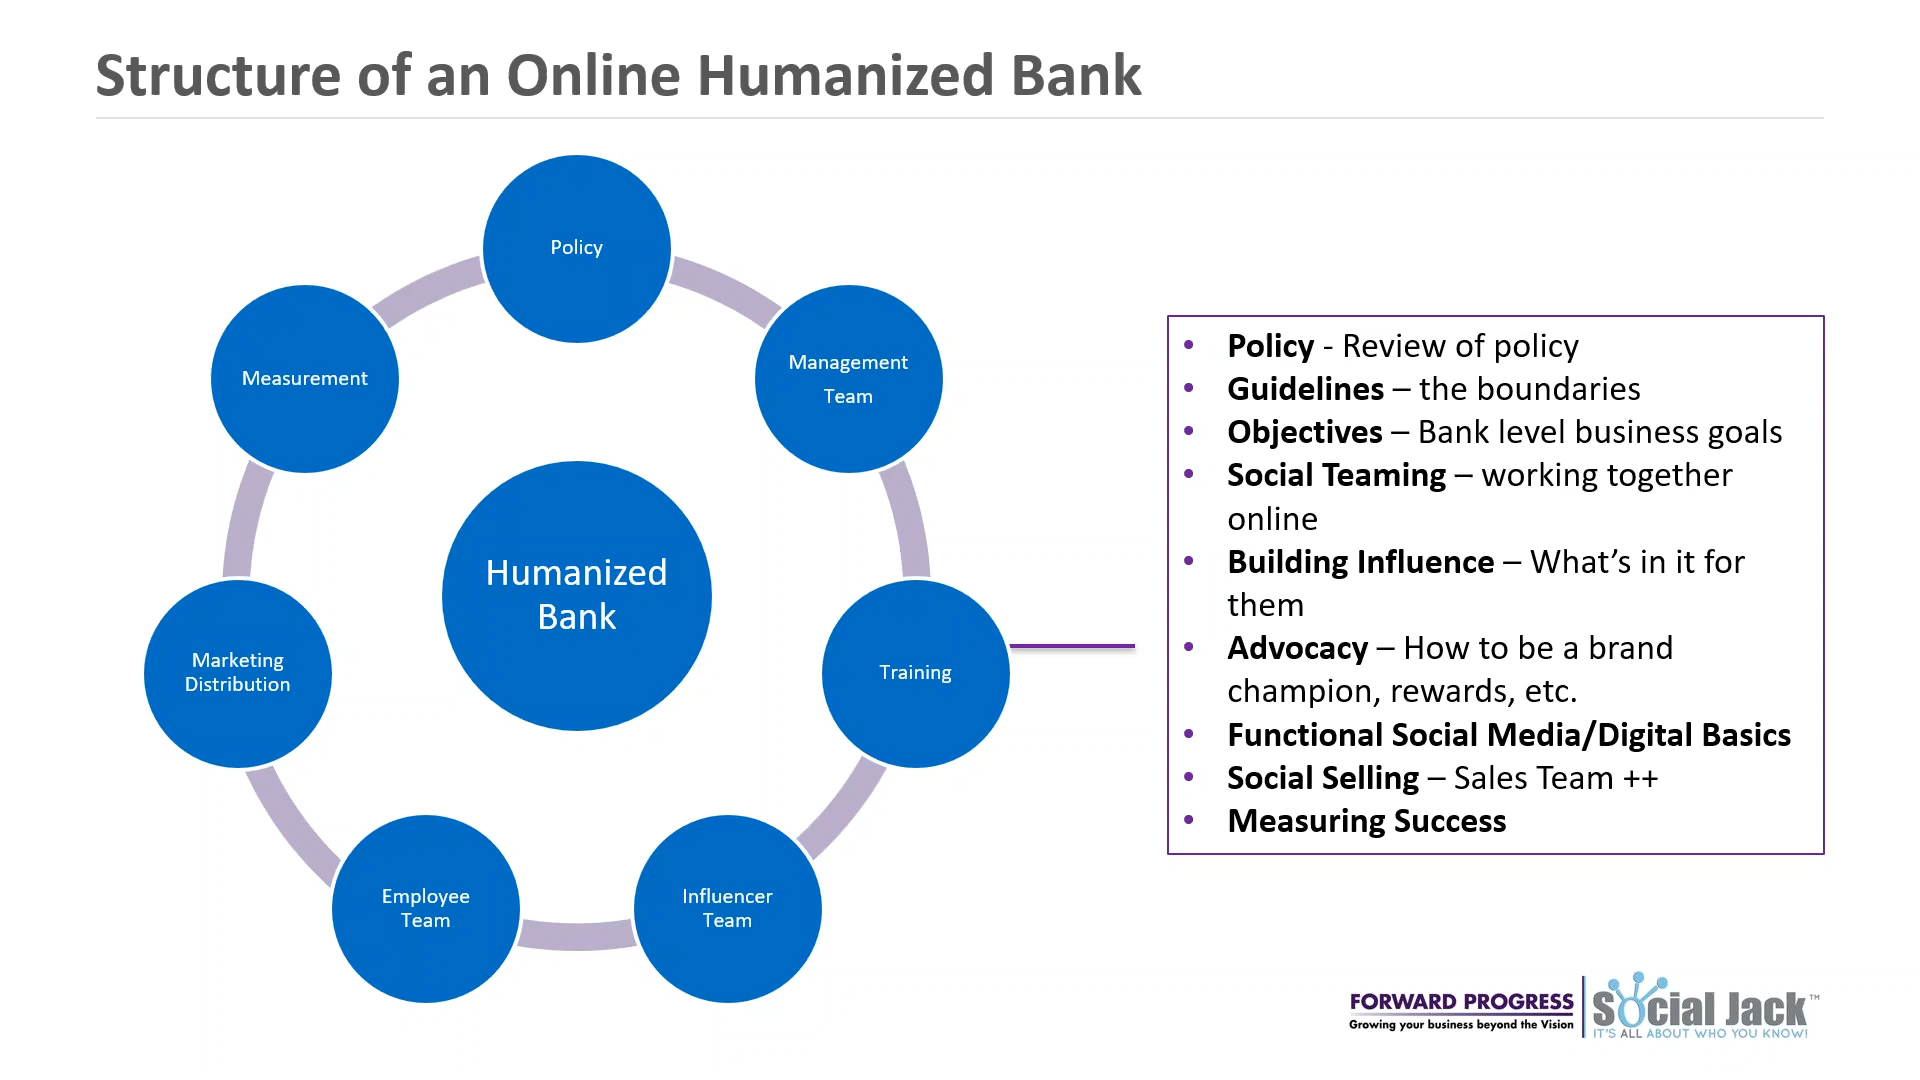 Structure of an Online Humanized Bank
Policy
Management
Team
Measurement
Humanized
Bank
Marketing
Distribution
Training
Employee
Team
Influencer
Team
• Policy - Review of policy
• Guidelines – the boundaries
• Objectives – Bank level business goals
• Social Teaming – working together
online
• Building Influence – What’s in it for
them
• Advocacy – How to be a brand
champion, rewards, etc.
• Functional Social Media/Digital Basics
• Social Selling – Sales Team ++
• Measuring Success
FORWARD PROGRESS
Growing your business beyond the Vision
Social Jack™
IT'S ALL ABOUT WHO YOU KNOW!